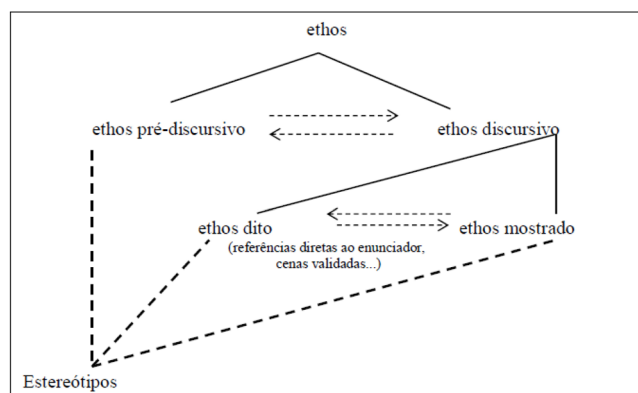 ethos
ethos pré-discursivo
ethos discursivo
ethos dito
ethos mostrado
(referências diretas ao enunciador,
cenas validadas...)
Estereótipos